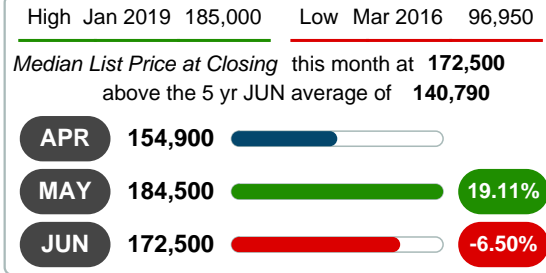 High Jan 2019 185,000 Low Mar 2016 96,950
Median List Price at Closing this month at 172,500
above the 5 yr JUN average of 140,790
APR 154,900
MAY 184,500 19.11%
JUN 172,500 -6.50%